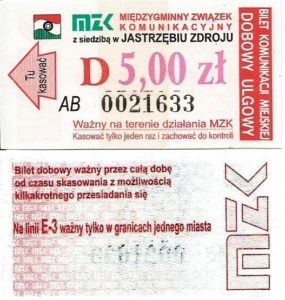 MZK MIĘDZYGMINNY ZWIĄZEK
KOMUNIKACYJNY
z siedzibą w JASTRZĘBIU ZDROJU
Tu
kasować
D 5,00 zł
AB 0021633
Ważny na terenie działania MZK
Kasować tylko jeden raz i zachować do kontroli
BILET KOMUNIKACJI MIEJSKIEJ
DOBOWY ULGOWY
Bilet dobowy ważny przez całą dobę
od czasu skasowania z możliwością
kilkakrotnego przesiadania się
Na linii E-3 ważny tylko w granicach jednego miasta
0021633
MZK